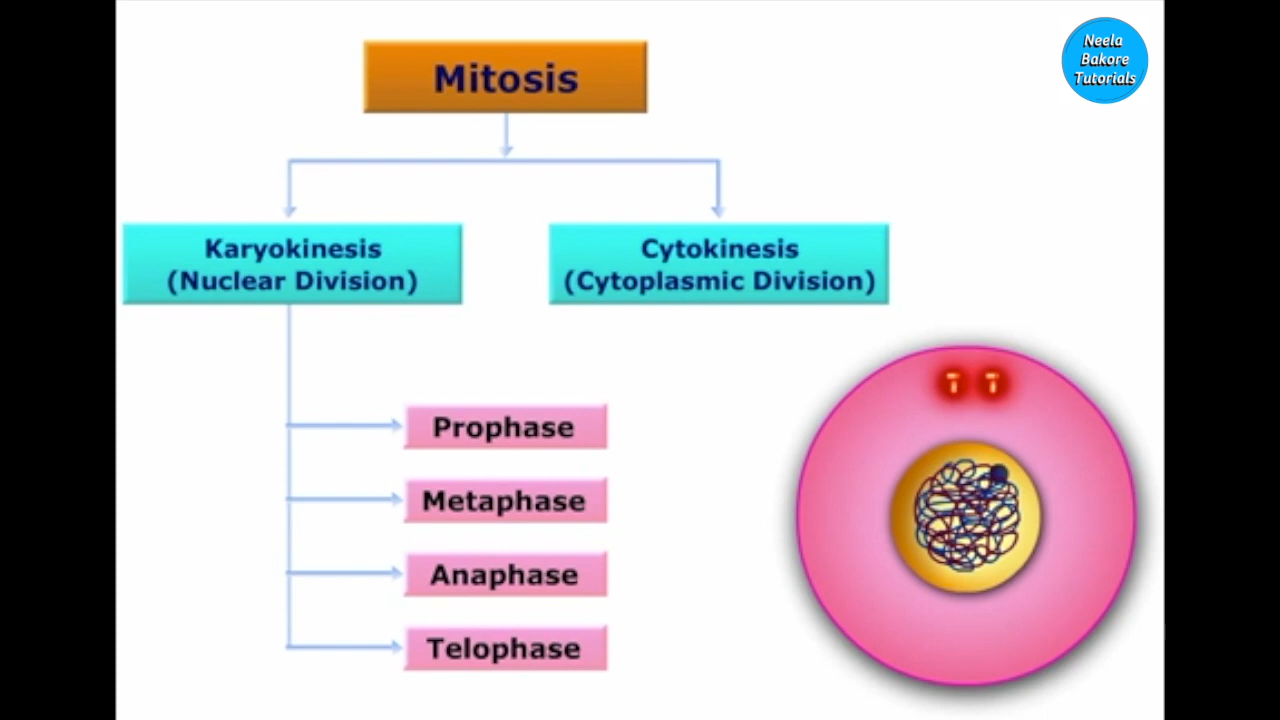 Mitosis
Neela
Bakore
Tutorials
Karyokinesis
(Nuclear Division)
Cytokinesis
(Cytoplasmic Division)
Prophase
Metaphase
Anaphase
Telophase